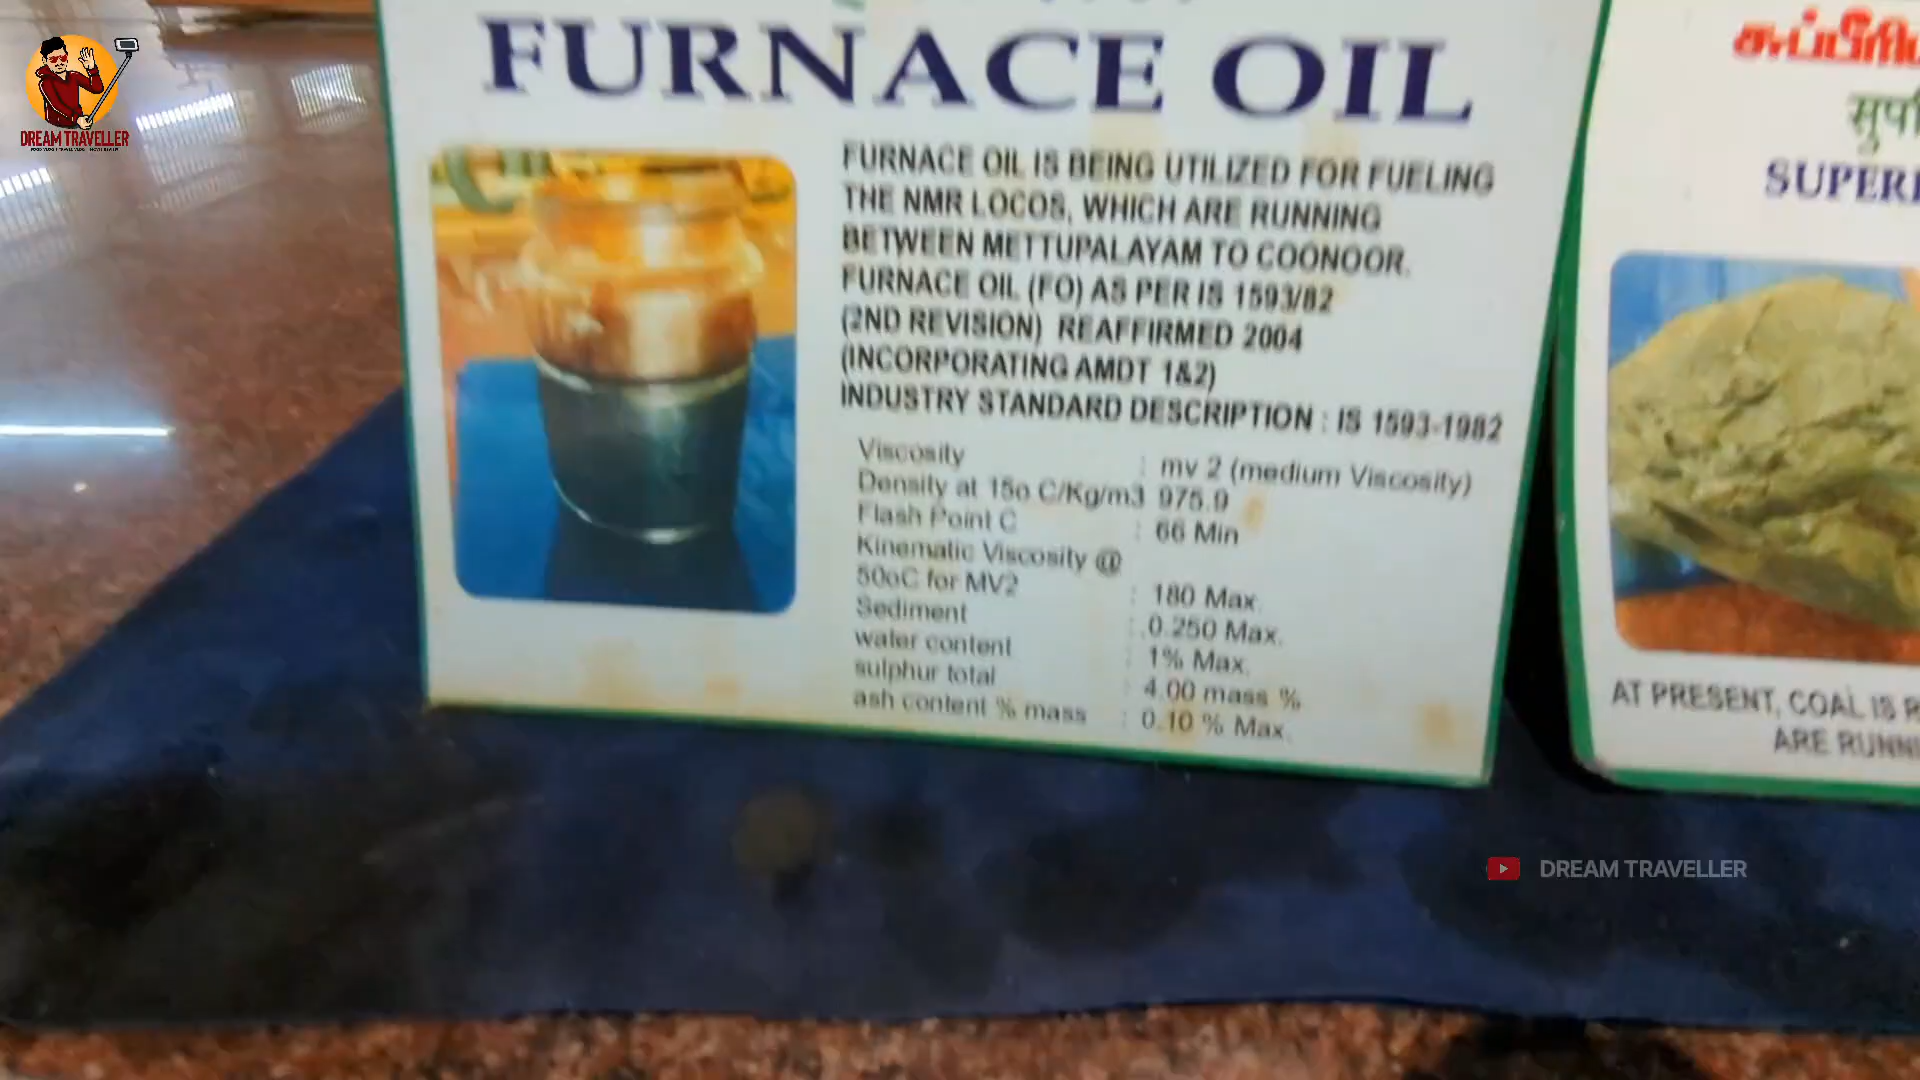 DREAM TRAVELLER
FURNACE OIL
FURNACE OIL IS BEING UTILIZED FOR FUELING
THE NMR LOCOS, WHICH ARE RUNNING
BETWEEN METTUPALAYAM TO COONOOR.
FURNACE OIL (FO) AS PER IS 1593/82
(2ND REVISION) REAFFIRMED 2004
(INCORPORATING AMDT 1&2)
INDUSTRY STANDARD DESCRIPTION : IS 1593-1982
Viscosity : mv 2 (medium Viscosity)
Density at 15o C/Kg/m3 975.9
Flash Point C : 66 Min
Kinematic Viscosity @
50oC for MV2 : 180 Max.
Sediment : .0.250 Max.
water content : 1% Max.
sulphur total : 4.00 mass %
ash content % mass : 0.10 % Max.
AT PRESENT, COAL IS
ARE
DREAM TRAVELLER